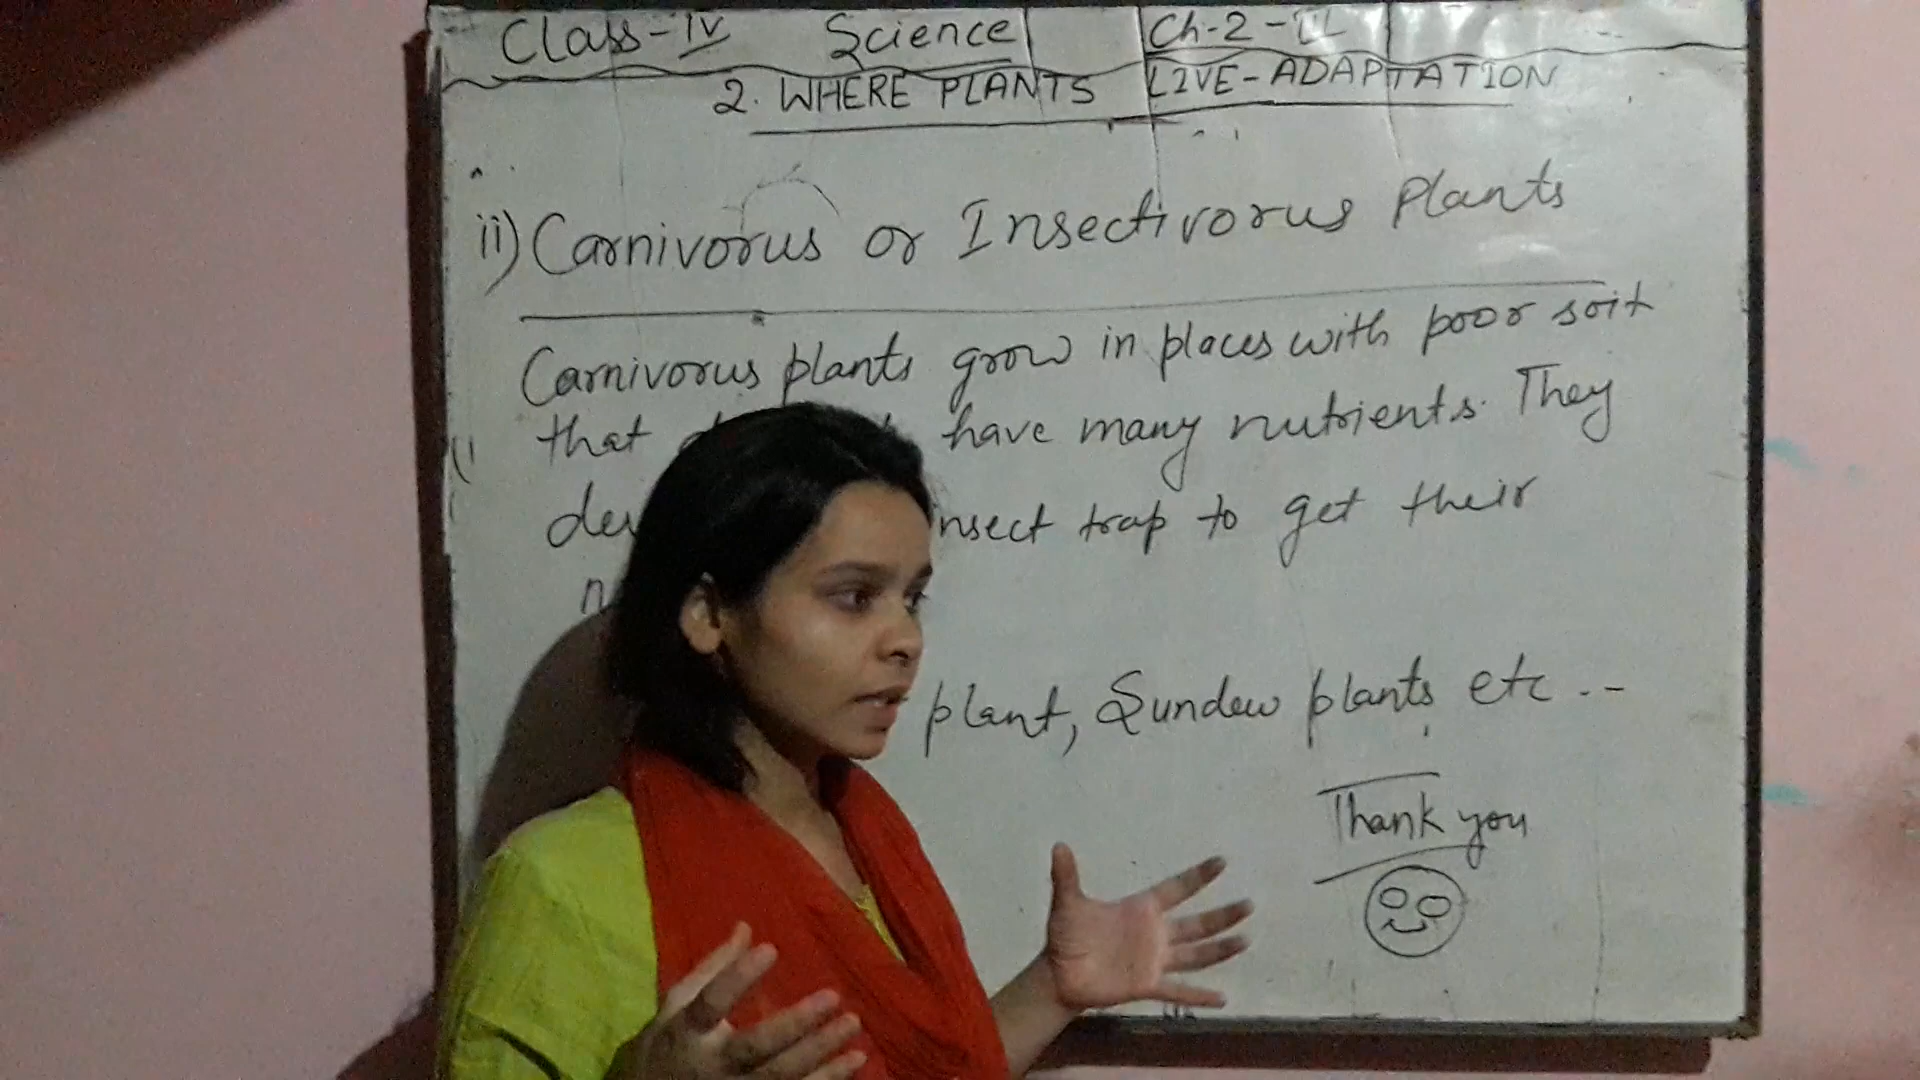 Class-IV Science Ch-2-II
2. WHERE PLANTS LIVE-ADAPTATION
ii) Carnivorus or Insectivorus Plants
Carnivorus plants grow in places with poor soil
that have many nutrients. They
nsect trap to get their
plant, Sundew plants etc...
Thank you